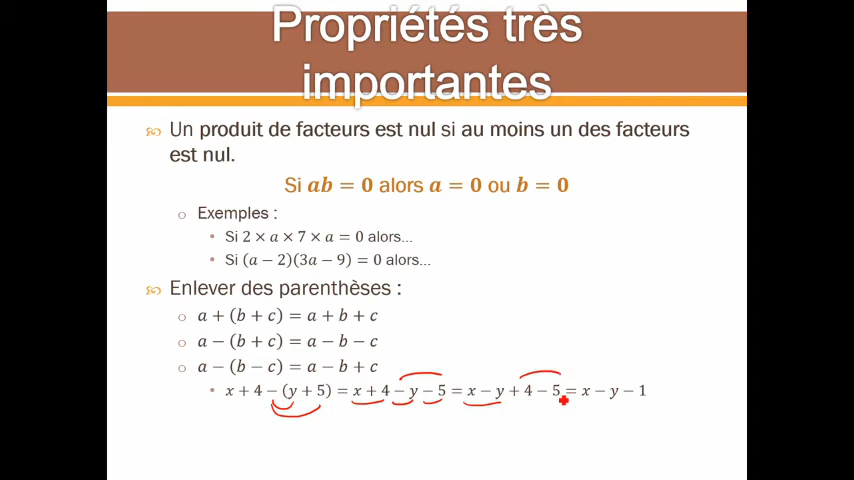 Propriétés très
importantes
Un produit de facteurs est nul si au moins un des facteurs
est nul.
Si ab = 0 alors a = 0 ou b = 0
Exemples :
Si 2 × a × 7 × a = 0 alors...
Si (a − 2)(3a − 9) = 0 alors...
Enlever des parenthèses :
a + (b + c) = a + b + c
a − (b + c) = a − b − c
a − (b − c) = a − b + c
x + 4 − (y + 5) = x + 4 − y − 5 = x − y + 4 − 5 = x − y − 1